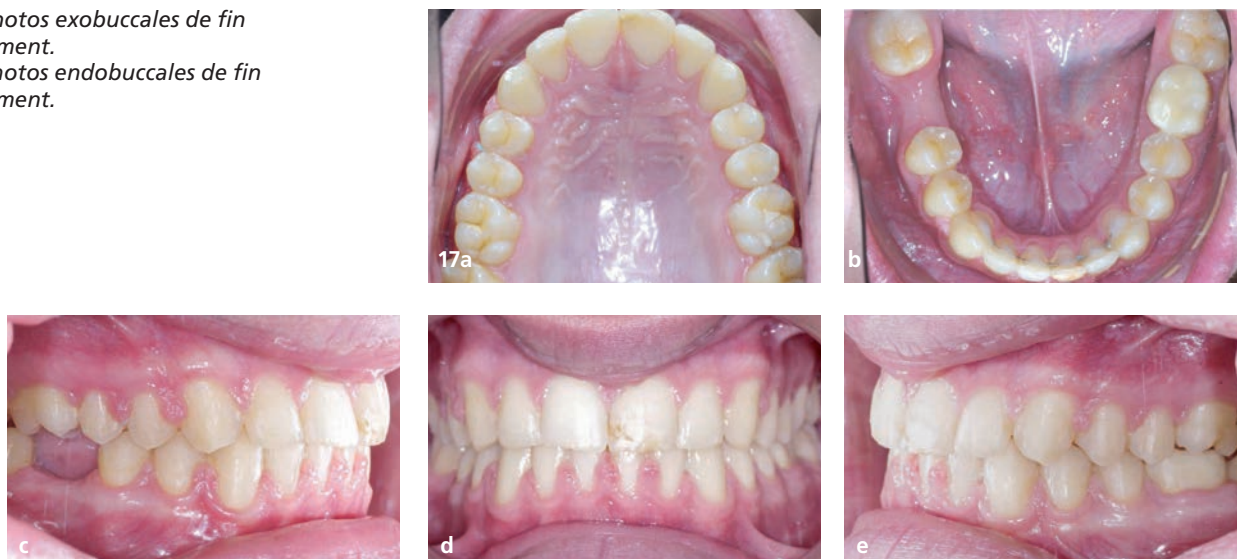 hotos exobuccales de fin
ment.
hotos endobuccales de fin
ment.
17a
b
c
d
e